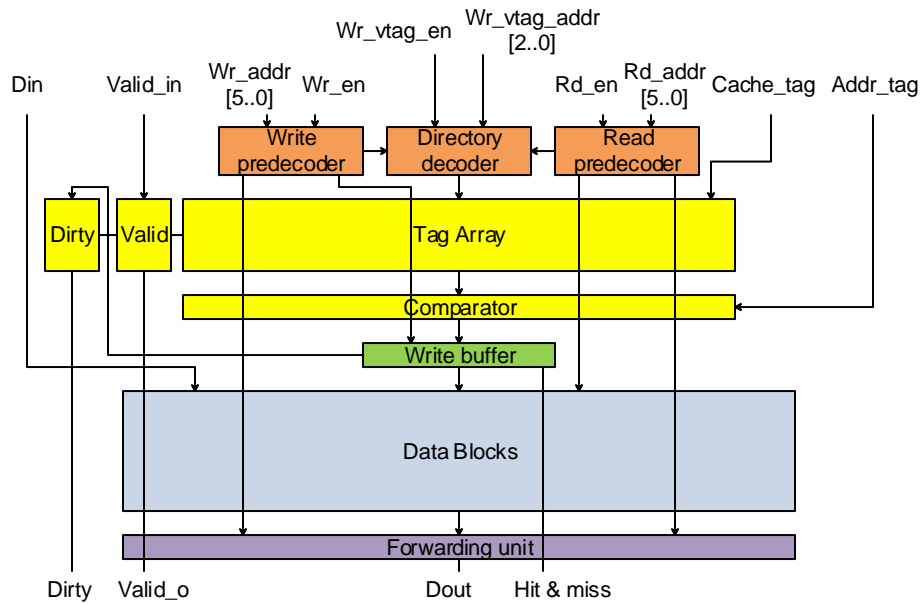 Wr_vtag_en
Wr_vtag_addr
[2..0]
Din
Valid_in
Wr_addr
[5..0]
Wr_en
Rd_en
Rd_addr
[5..0]
Cache_tag
Addr_tag
Write
predecoder
Directory
decoder
Read
predecoder
Dirty
Valid
Tag Array
Comparator
Write buffer
Data Blocks
Forwarding unit
Dirty
Valid_o
Dout
Hit & miss